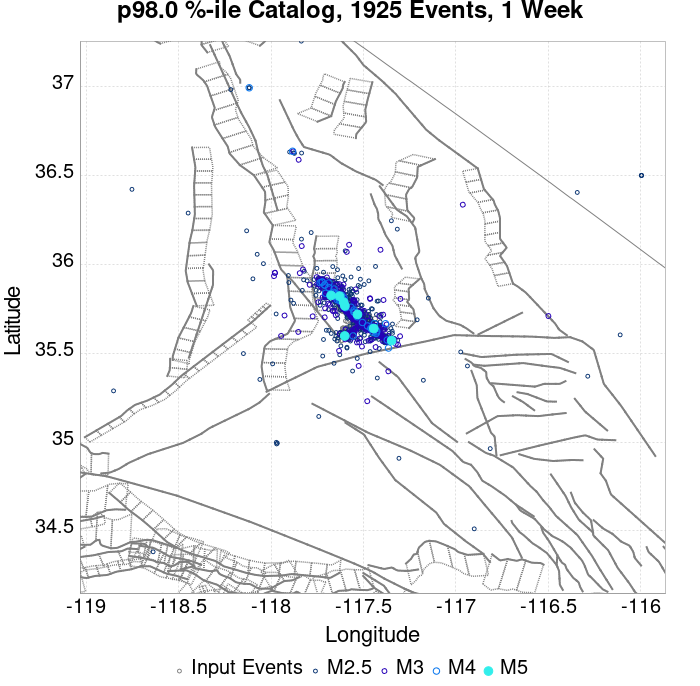 p98.0 %-ile Catalog, 1925 Events, 1 Week
37
36.5
36
35.5
35
34.5
Latitude
-119
-118.5
-118
-117.5
-117
-116.5
-116
Longitude
Input Events
M2.5
M3
M4
M5